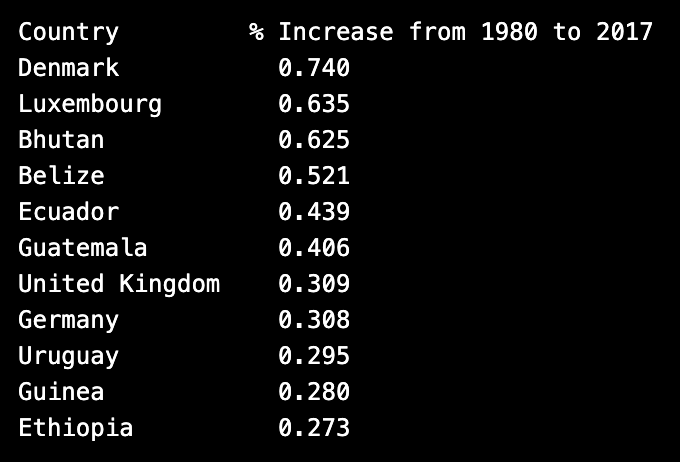 Country % Increase from 1980 to 2017
Denmark 0.740
Luxembourg 0.635
Bhutan 0.625
Belize 0.521
Ecuador 0.439
Guatemala 0.406
United Kingdom 0.309
Germany 0.308
Uruguay 0.295
Guinea 0.280
Ethiopia 0.273